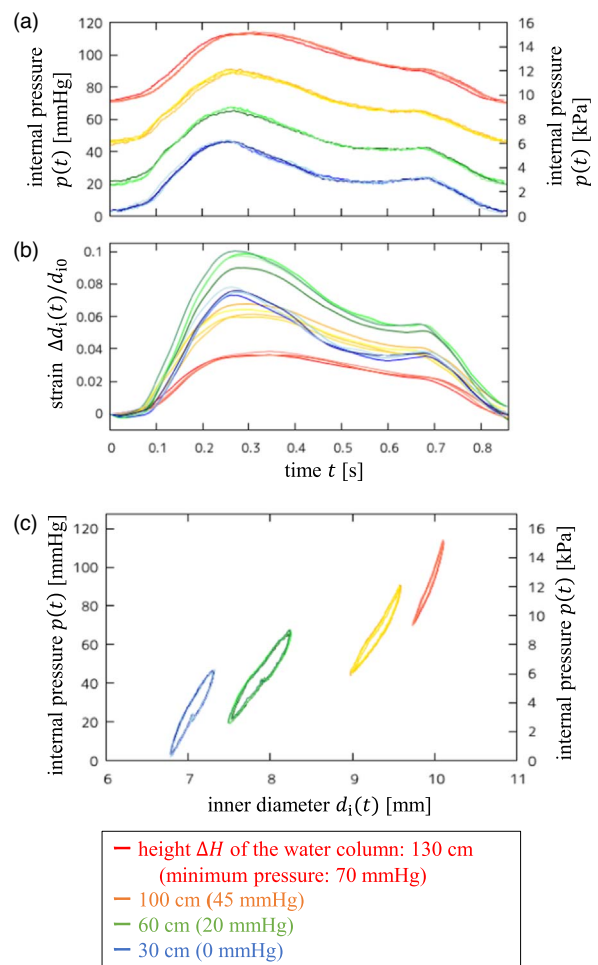 (a)
120
100
80
60
40
20
0
internal pressure
p(t) [mmHg]
16
14
12
10
8
6
4
2
0
internal pressure
p(t) [kPa]
(b)
0.1
0.08
0.06
0.04
0.02
0
strain Δd_i(t)/d_i0
0 0.1 0.2 0.3 0.4 0.5 0.6 0.7 0.8
time t [s]
(c)
120
100
80
60
40
20
0
internal pressure p(t) [mmHg]
16
14
12
10
8
6
4
2
0
internal pressure p(t) [kPa]
6 7 8 9 10 11
inner diameter d_i(t) [mm]
height ΔH of the water column: 130 cm
(minimum pressure: 70 mmHg)
100 cm (45 mmHg)
60 cm (20 mmHg)
30 cm (0 mmHg)